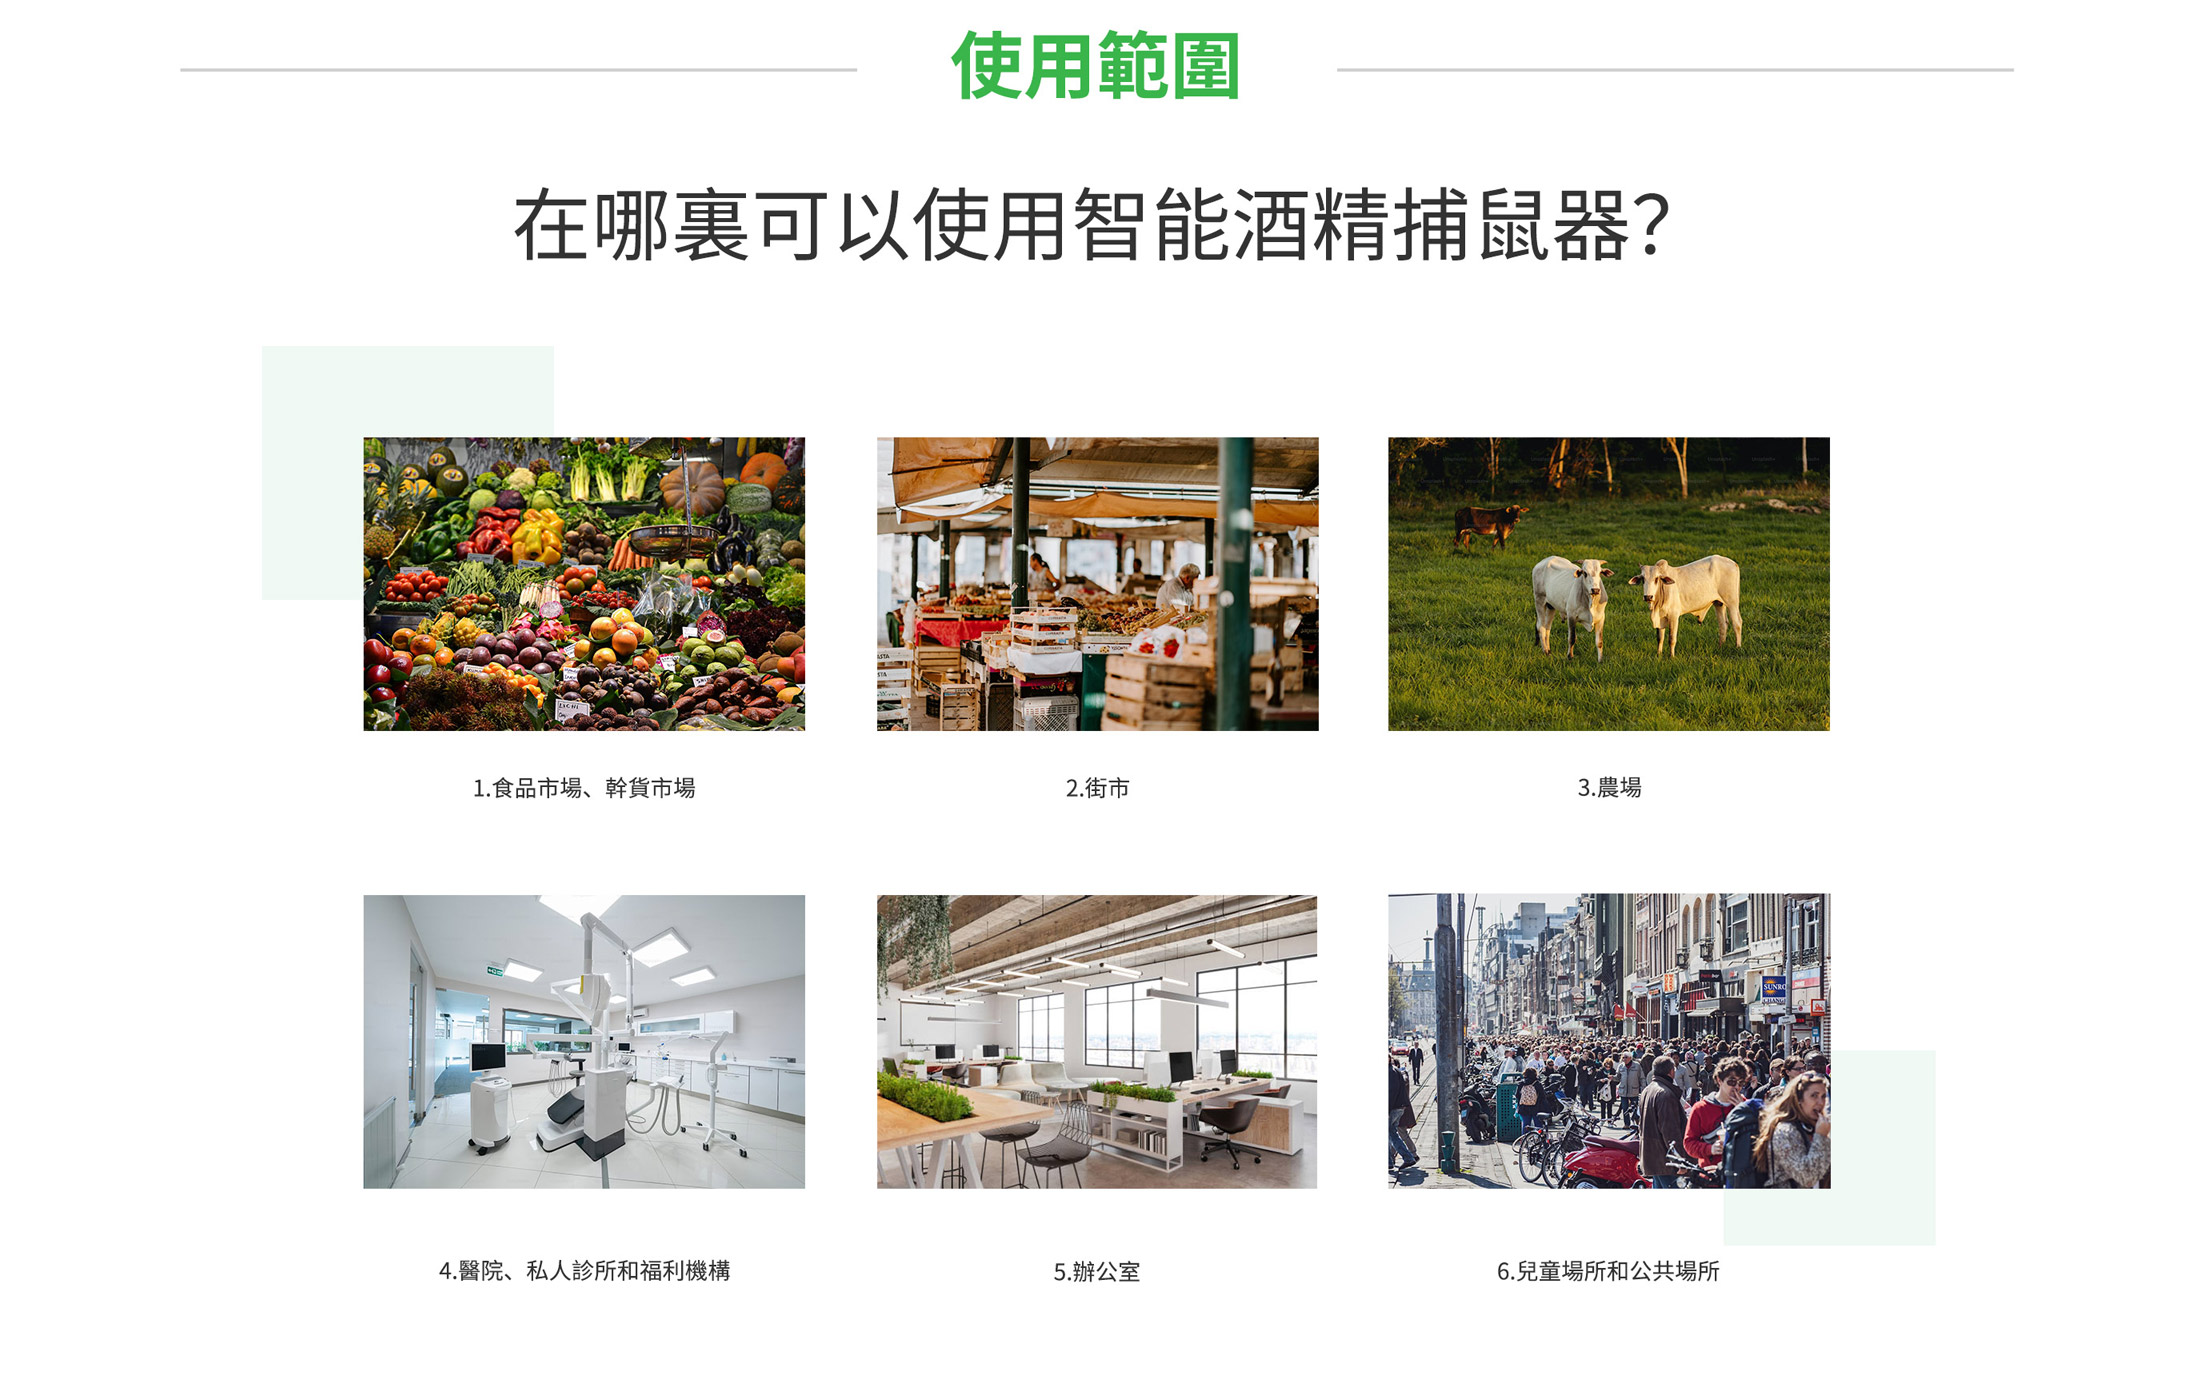 使用範圍
在哪裏可以使用智能酒精捕鼠器？
1.食品市場、幹貨市場
2.街市
3.農場
SUNRO
CHANG
4.醫院、私人診所和福利機構
5.辦公室
6.兒童場所和公共場所